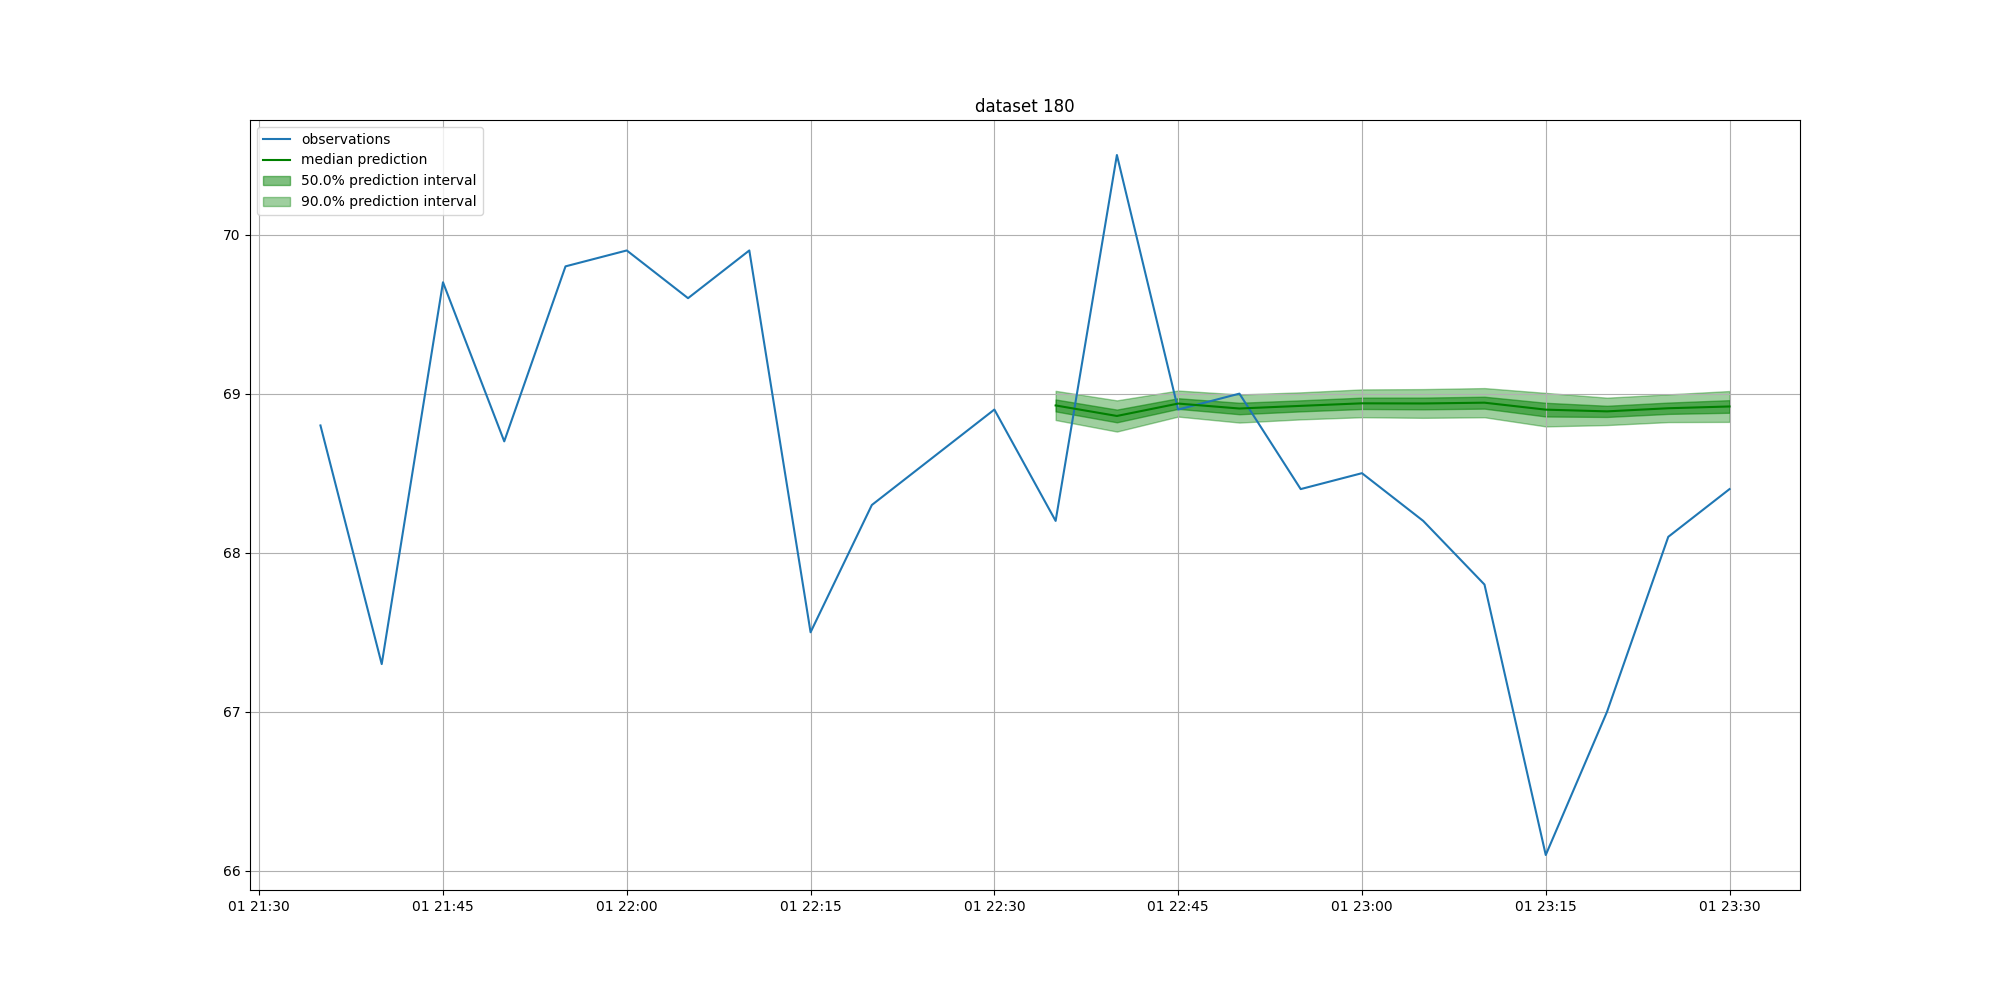 dataset 180
observations
median prediction
50.0% prediction interval
90.0% prediction interval
70
69
68
67
66
01 21:30 01 21:45 01 22:00 01 22:15 01 22:30 01 22:45 01 23:00 01 23:15 01 23:30